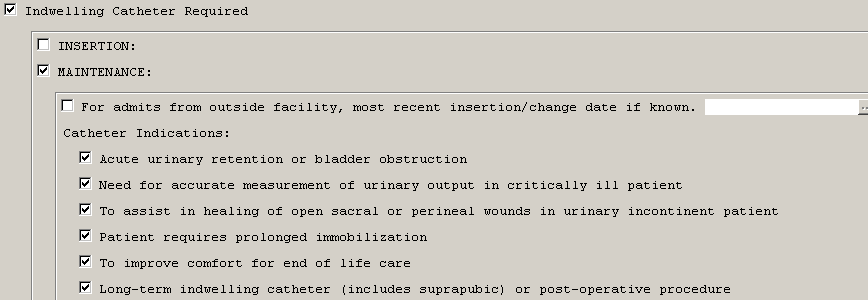 Indwelling Catheter Required
INSERTION:
MAINTENANCE:
For admits from outside facility, most recent insertion/change date if known.
Catheter Indications:
Acute urinary retention or bladder obstruction
Need for accurate measurement of urinary output in critically ill patient
To assist in healing of open sacral or perineal wounds in urinary incontinent patient
Patient requires prolonged immobilization
To improve comfort for end of life care
Long-term indwelling catheter (includes suprapubic) or post-operative procedure